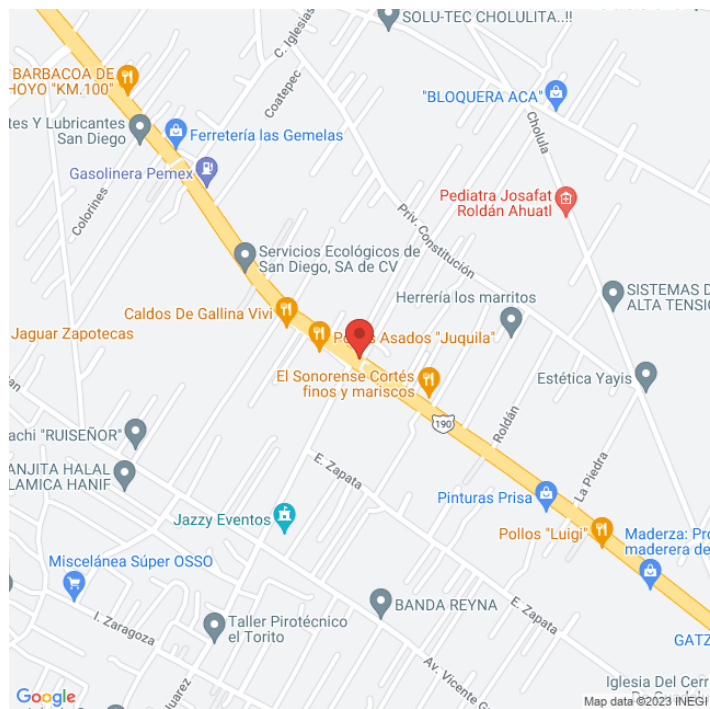 SOLU-TEC CHOLULITA..!!
C. Iglesias
BARBACOA DE
HOYO "KM.100"
Coatepec
"BLOQUERA ACA"
tes Y Lubricantes
San Diego
Ferretería las Gemelas
Cholula
Gasolinera Pemex
Pediatra Josafat
Roldán Ahuatl
Colorines
Priv. Constitución
Servicios Ecológicos de
San Diego, SA de CV
SISTEMAS D
ALTA TENSIÓ
Herrería los marritos
Caldos De Gallina Vivi
Jaguar Zapotecas
Pollos Asados "Juquila"
El Sonorense Cortés
finos y mariscos
Estética Yayis
190
Roldán
achi "RUISEÑOR"
ANJITA HALAL
LAMICA HANIF
E. Zapata
La Piedra
Pinturas Prisa
Jazzy Eventos
Pollos "Luigi"
Maderza: Pro
maderera de
Miscelánea Súper OSSO
BANDA REYNA
E. Zapata
I. Zaragoza
Taller Pirotécnico
el Torito
GATZ
Av. Vicente G
Juarez
Iglesia Del Cerr
Google
Map data ©2023 INEGI